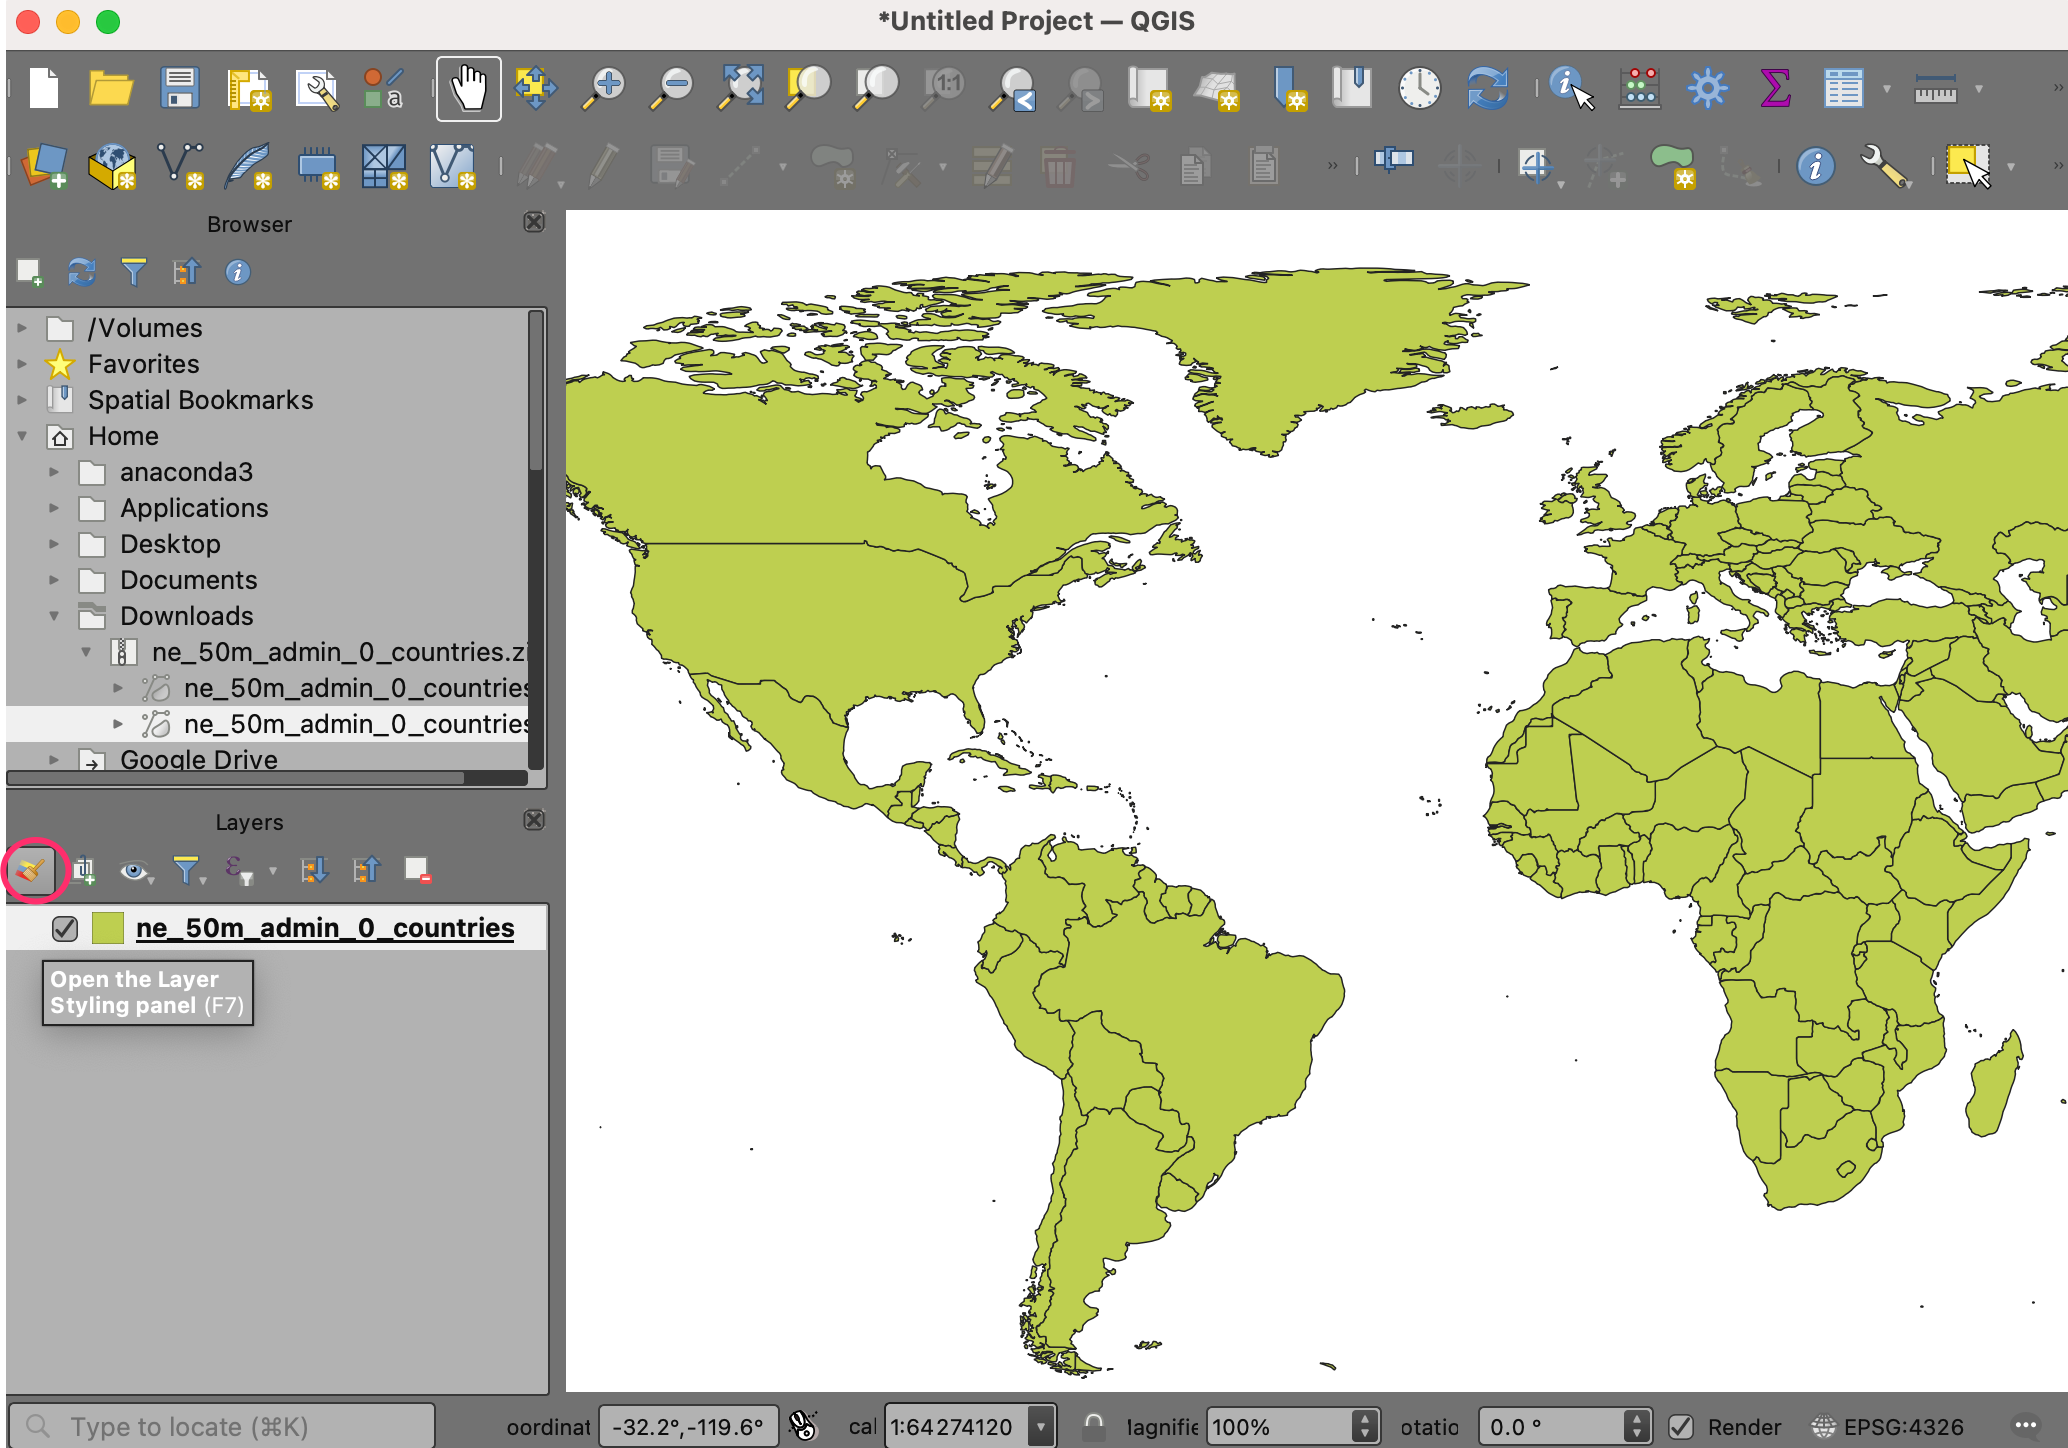 *Untitled Project — QGIS
a
1:1
Browser
/Volumes
Favorites
Spatial Bookmarks
Home
anaconda3
Applications
Desktop
Documents
Downloads
ne_50m_admin_0_countries.zi
ne_50m_admin_0_countries
ne_50m_admin_0_countries
Google Drive
Layers
ne_50m_admin_0_countries
Open the Layer
Styling panel (F7)
Type to locate (⌘K) oordinat -32.2°,-119.6° cal 1:64274120 lagnifie 100% otatio 0.0 ° Render EPSG:4326